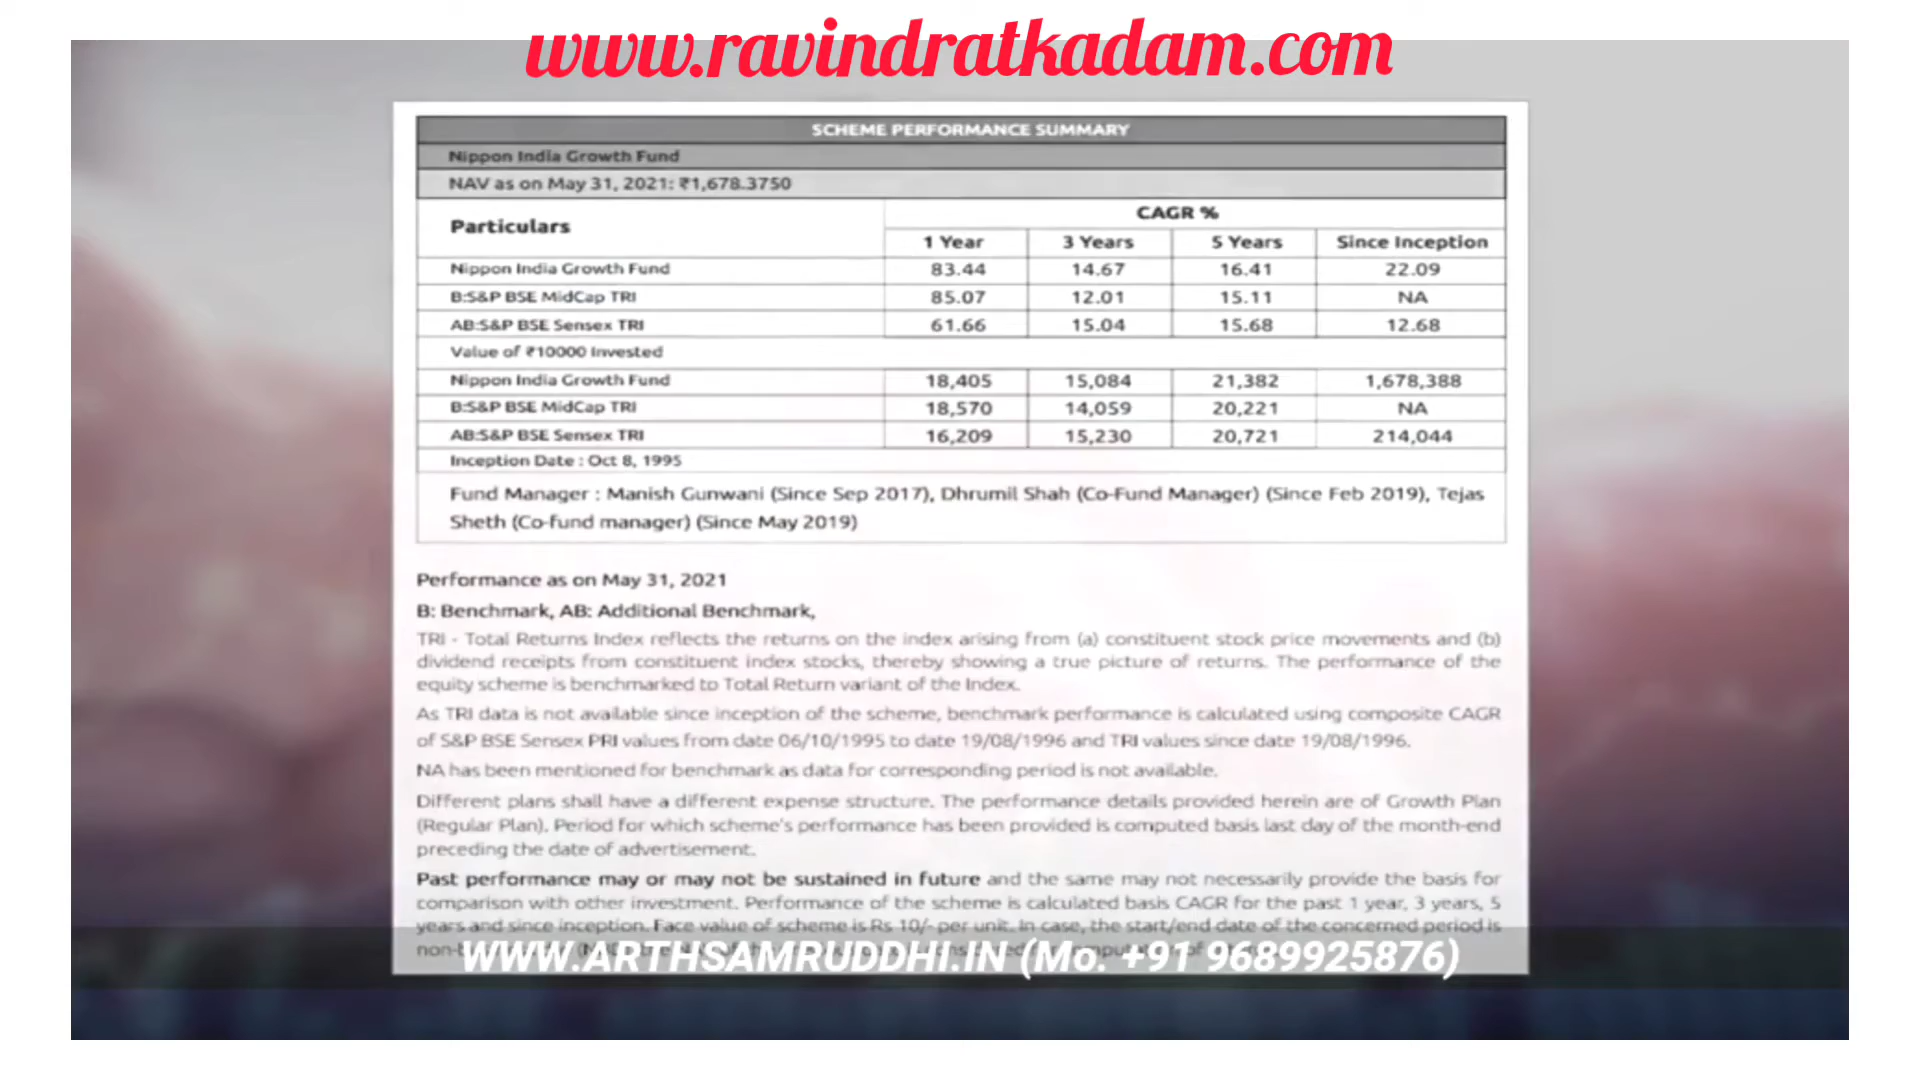 www.ravindratkadam.com
SCHEME PERFORMANCE SUMMARY
Nippon India Growth Fund
NAV as on May 31, 2021: ₹1,678.3750
Particulars CAGR %
1 Year 3 Years 5 Years Since Inception
Nippon India Growth Fund 83.44 14.67 16.41 22.09
B:S&P BSE MidCap TRI 85.07 12.01 15.11 NA
AB:S&P BSE Sensex TRI 61.66 15.04 15.68 12.68
Value of ₹10000 Invested
Nippon India Growth Fund 18,405 15,084 21,382 1,678,388
B:S&P BSE MidCap TRI 18,570 14,059 20,221 NA
AB:S&P BSE Sensex TRI 16,209 15,230 20,721 214,044
Inception Date : Oct 8, 1995
Fund Manager : Manish Gunwani (Since Sep 2017), Dhrumil Shah (Co-Fund Manager) (Since Feb 2019), Tejas
Sheth (Co-fund manager) (Since May 2019)
Performance as on May 31, 2021
B: Benchmark, AB: Additional Benchmark,
TRI - Total Returns Index reflects the returns on the index arising from (a) constituent stock price movements and (b)
dividend receipts from constituent index stocks, thereby showing a true picture of returns. The performance of the
equity scheme is benchmarked to Total Return variant of the Index.
As TRI data is not available since inception of the scheme, benchmark performance is calculated using composite CAGR
of S&P BSE Sensex PRI values from date 06/10/1995 to date 19/08/1996 and TRI values since date 19/08/1996.
NA has been mentioned for benchmark as data for corresponding period is not available.
Different plans shall have a different expense structure. The performance details provided herein are of Growth Plan
(Regular Plan). Period for which scheme's performance has been provided is computed basis last day of the month-end
preceding the date of advertisement.
Past performance may or may not be sustained in future and the same may not necessarily provide the basis for
comparison with other investment. Performance of the scheme is calculated basis CAGR for the past 1 year, 3 years, 5
years and since inception. Face value of scheme is Rs 10/- per unit. In case, the start/end date of the concerned period is
WWW.ARTHSAMRUDDHI.IN (Mo. +91 9689925876)